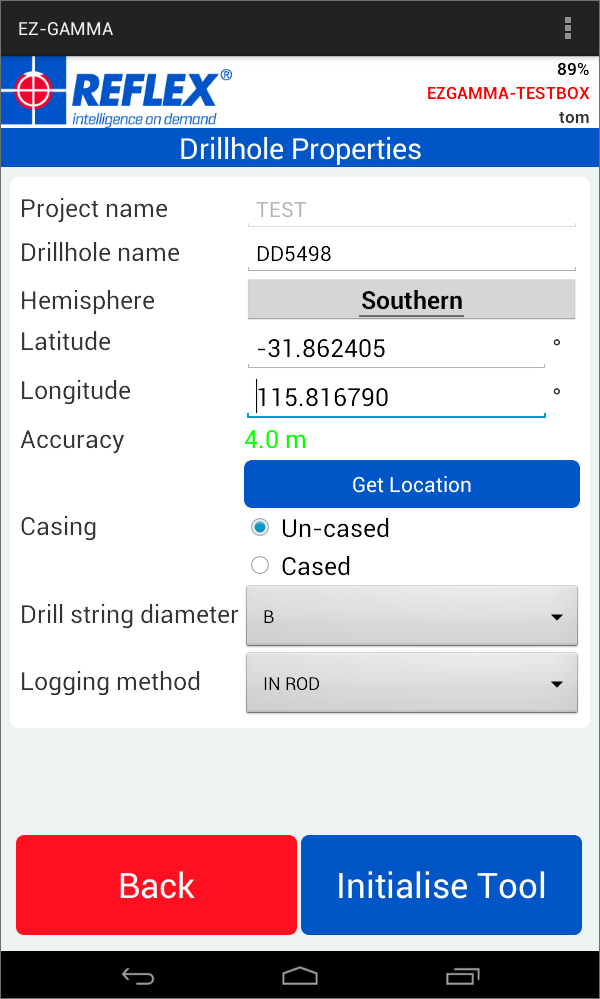 EZ-GAMMA
REFLEX®
intelligence on demand
89%
EZGAMMA-TESTBOX
tom
Drillhole Properties
Project name TEST
Drillhole name DD5498
Hemisphere Southern
Latitude -31.862405 °
Longitude 115.816790 °
Accuracy 4.0 m
Get Location
Casing Un-cased
Cased
Drill string diameter B
Logging method IN ROD
Back Initialise Tool